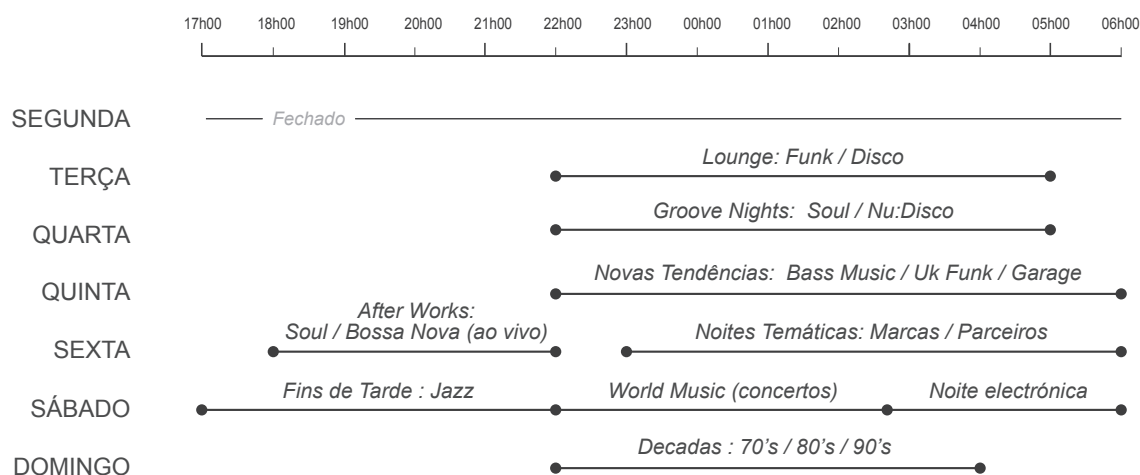 17h00 18h00 19h00 20h00 21h00 22h00 23h00 00h00 01h00 02h00 03h00 04h00 05h00 06h00
SEGUNDA Fechado
TERÇA Lounge: Funk / Disco
QUARTA Groove Nights: Soul / Nu:Disco
QUINTA Novas Tendências: Bass Music / Uk Funk / Garage
After Works:
SEXTA Soul / Bossa Nova (ao vivo) Noites Temáticas: Marcas / Parceiros
SÁBADO Fins de Tarde : Jazz World Music (concertos) Noite electrónica
DOMINGO Decadas : 70's / 80's / 90's